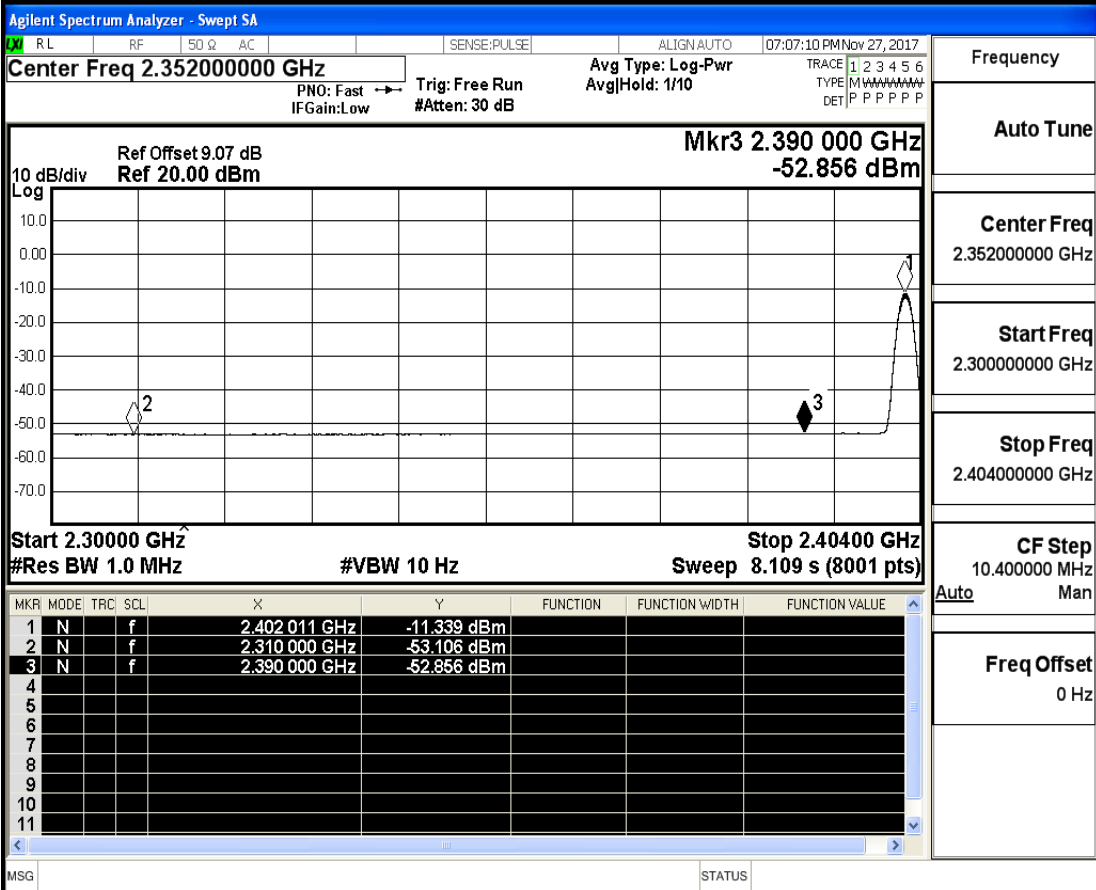 Agilent Spectrum Analyzer - Swept SA
LXI RL RF 50 Ω AC SENSE:PULSE ALIGNAUTO 07:07:10 PM Nov 27, 2017
Center Freq 2.352000000 GHz
PNO: Fast
IFGain:Low
Trig: Free Run
#Atten: 30 dB
Avg Type: Log-Pwr
Avg|Hold: 1/10
TRACE 1 2 3 4 5 6
TYPE M W W W W W
DET P P P P P P
Mkr3 2.390 000 GHz
-52.856 dBm
Ref Offset 9.07 dB
10 dB/div Ref 20.00 dBm
Log
10.0
0.00
-10.0
-20.0
-30.0
-40.0
-50.0
-60.0
-70.0
1
2
3
Start 2.30000 GHz Stop 2.40400 GHz
#Res BW 1.0 MHz #VBW 10 Hz Sweep 8.109 s (8001 pts)
MKR MODE TRC SCL X Y FUNCTION FUNCTION WIDTH FUNCTION VALUE
1 N f 2.402 011 GHz -11.339 dBm
2 N f 2.310 000 GHz -53.106 dBm
3 N f 2.390 000 GHz -52.856 dBm
4
5
6
7
8
9
10
11
MSG STATUS
Frequency
Auto Tune
Center Freq
2.352000000 GHz
Start Freq
2.300000000 GHz
Stop Freq
2.404000000 GHz
CF Step
10.400000 MHz
Auto Man
Freq Offset
0 Hz